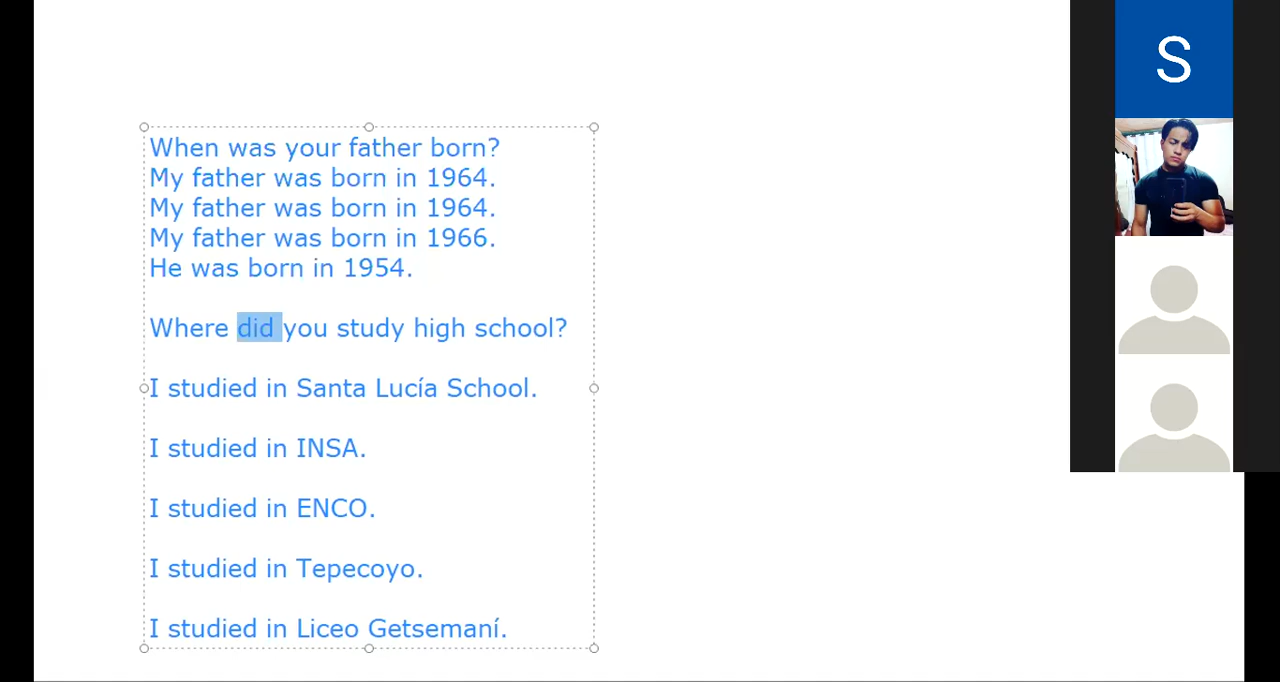 When was your father born?
My father was born in 1964.
My father was born in 1964.
My father was born in 1966.
He was born in 1954.
Where did you study high school?
I studied in Santa Lucía School.
I studied in INSA.
I studied in ENCO.
I studied in Tepecoyo.
I studied in Liceo Getsemaní.
S